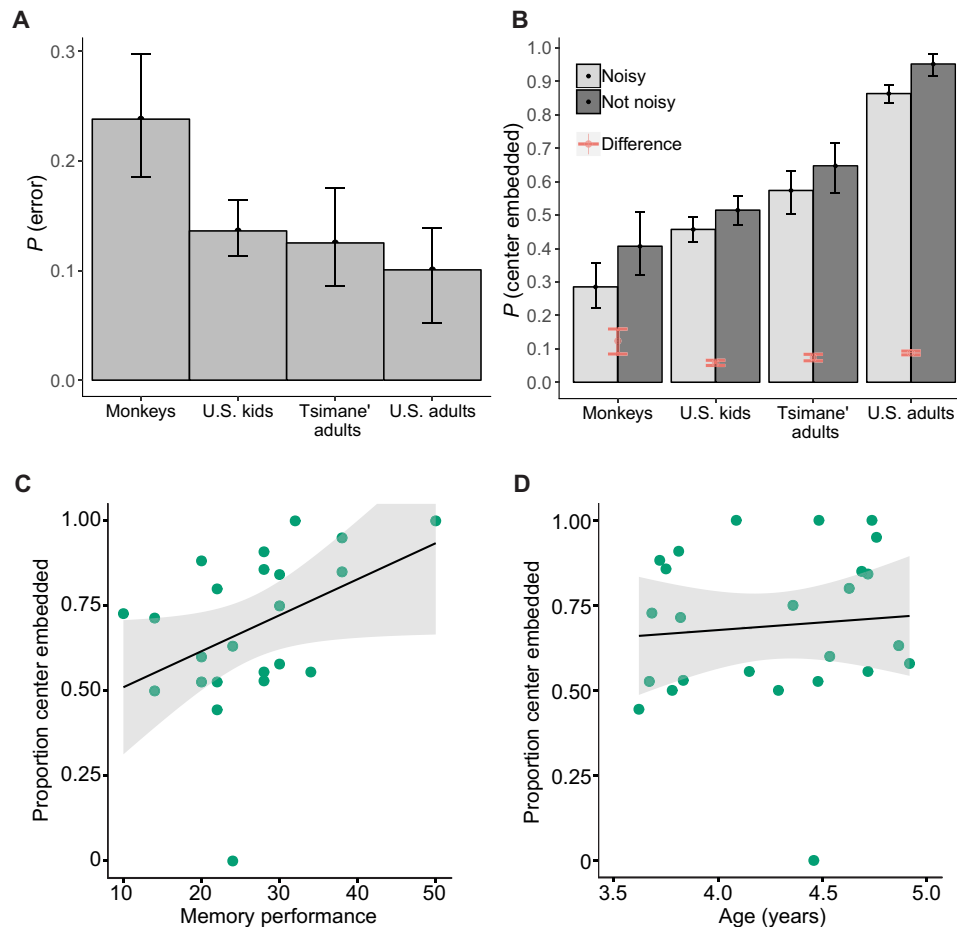 A
P (error)
0.3
0.2
0.1
0.0
Monkeys
U.S. kids
Tsimane'
adults
U.S. adults
B
P (center embedded)
1.0
0.9
0.8
0.7
0.6
0.5
0.4
0.3
0.2
0.1
0.0
Noisy
Not noisy
Difference
Monkeys
U.S. kids
Tsimane'
adults
U.S. adults
C
Proportion center embedded
1.00
0.75
0.50
0.25
0
10
20
30
40
50
Memory performance
D
Proportion center embedded
1.00
0.75
0.50
0.25
0
3.5
4.0
4.5
5.0
Age (years)